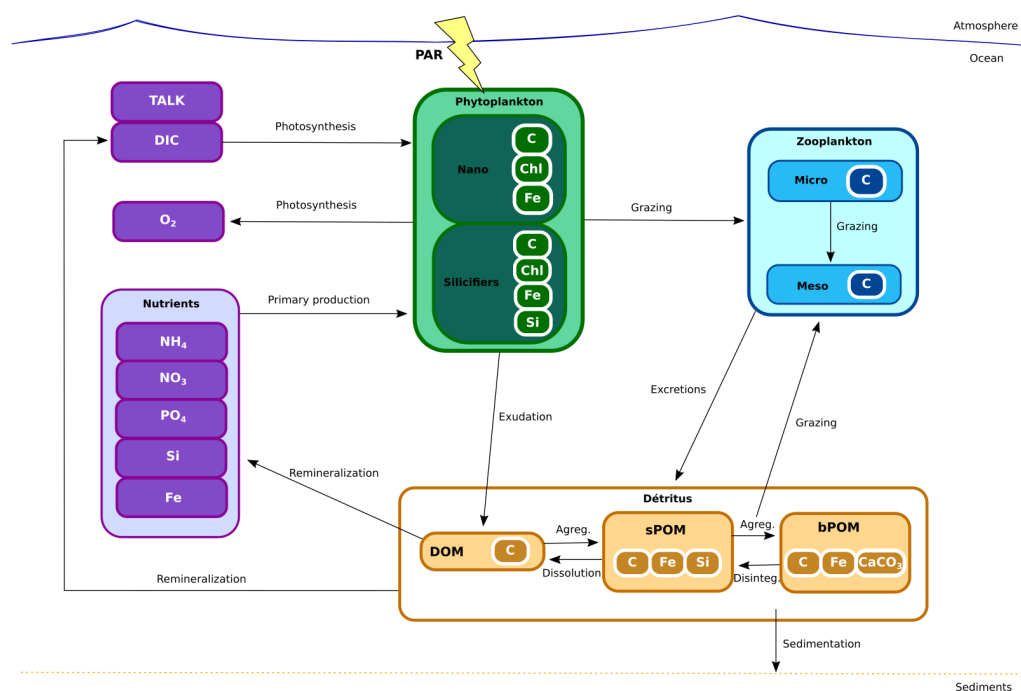 Atmosphere
Ocean
PAR
TALK
DIC
Photosynthesis
O₂
Photosynthesis
Nutrients
NH₄
NO₃
PO₄
Si
Fe
Primary production
Phytoplankton
Nano
C
Chl
Fe
Silicifiers
C
Chl
Fe
Si
Grazing
Zooplankton
Micro
C
Grazing
Meso
C
Exudation
Excretions
Grazing
Remineralization
Remineralization
Détritus
DOM
C
Agreg.
Dissolution
sPOM
C
Fe
Si
Agreg.
Disinteg.
bPOM
C
Fe
CaCO₃
Sedimentation
Sediments